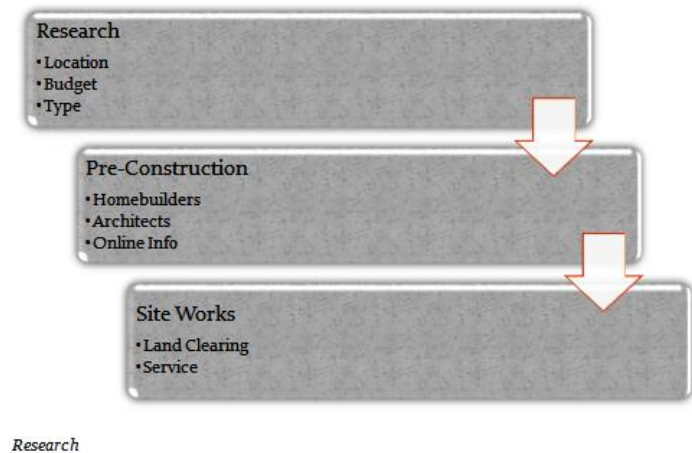 Research
•Location
•Budget
•Type
Pre-Construction
•Homebuilders
•Architects
•Online Info
Site Works
•Land Clearing
•Service
Research